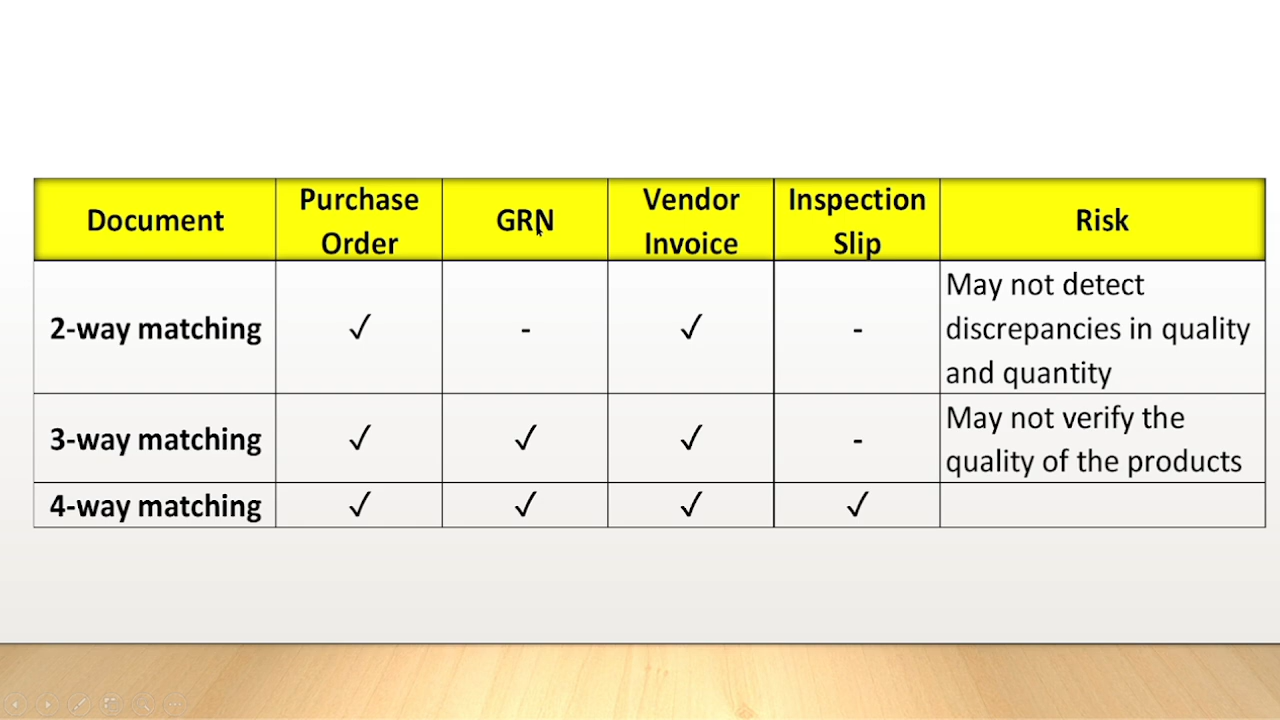 Document
Purchase
Order
GRN
Vendor
Invoice
Inspection
Slip
Risk
2-way matching ✓ - ✓ -
May not detect
discrepancies in quality
and quantity
3-way matching ✓ ✓ ✓ -
May not verify the
quality of the products
4-way matching ✓ ✓ ✓ ✓